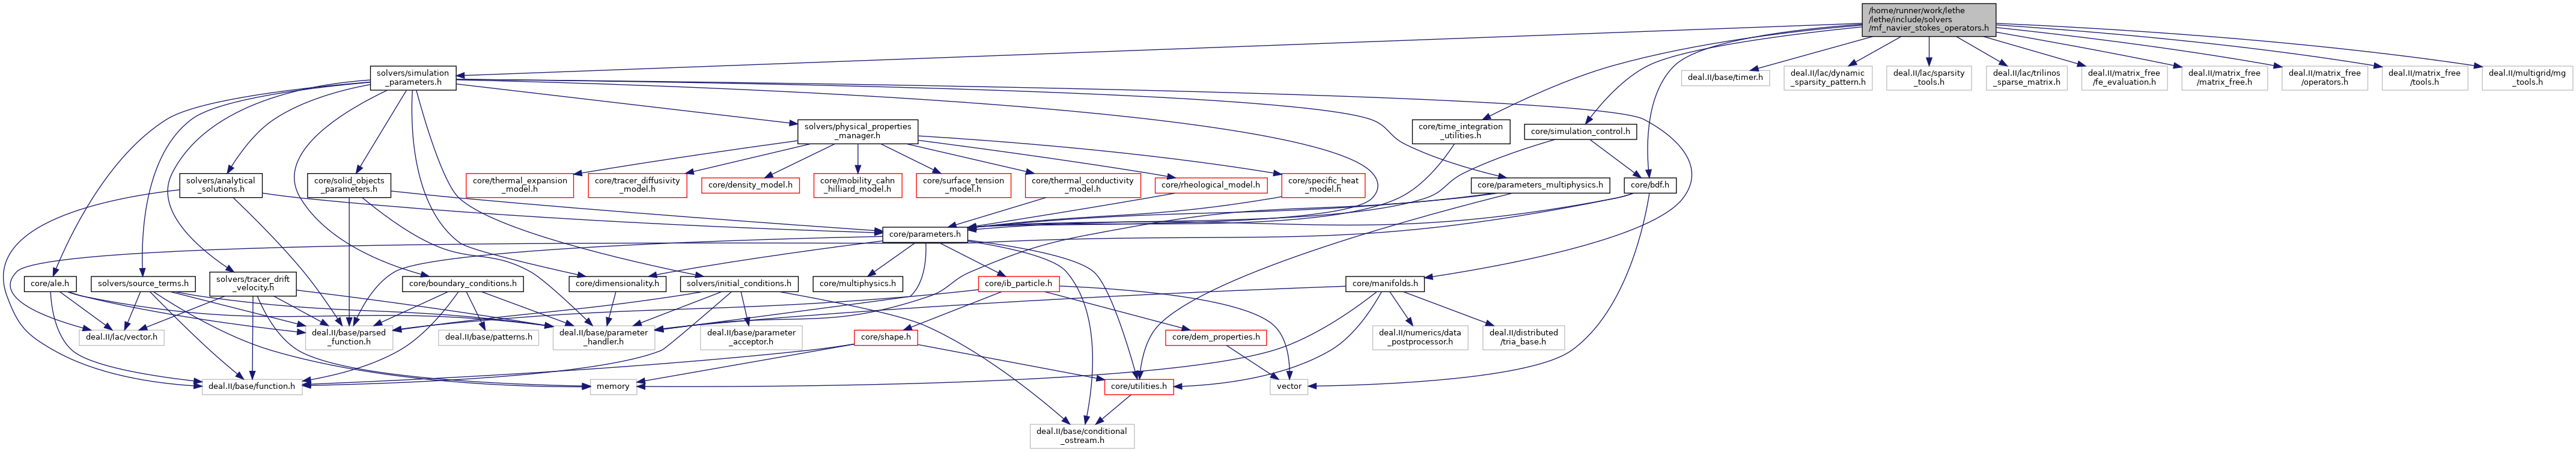 /home/runner/work/lethe
/lethe/include/solvers
/mf_navier_stokes_operators.h
solvers/simulation
_parameters.h
deal.II/base/timer.h
deal.II/lac/dynamic
_sparsity_pattern.h
deal.II/lac/sparsity
_tools.h
deal.II/lac/trilinos
_sparse_matrix.h
deal.II/matrix_free
/fe_evaluation.h
deal.II/matrix_free
/matrix_free.h
deal.II/matrix_free
/operators.h
deal.II/matrix_free
/tools.h
deal.II/multigrid/mg
_tools.h
solvers/physical_properties
_manager.h
core/time_integration
_utilities.h
core/simulation_control.h
solvers/analytical
_solutions.h
core/solid_objects
_parameters.h
core/thermal_expansion
_model.h
core/tracer_diffusivity
_model.h
core/density_model.h
core/mobility_cahn
_hilliard_model.h
core/surface_tension
_model.h
core/thermal_conductivity
_model.h
core/rheological_model.h
core/specific_heat
_model.h
core/parameters_multiphysics.h
core/bdf.h
core/parameters.h
core/ale.h
solvers/source_terms.h
solvers/tracer_drift
_velocity.h
core/boundary_conditions.h
core/dimensionality.h
solvers/initial_conditions.h
core/multiphysics.h
core/ib_particle.h
core/manifolds.h
deal.II/lac/vector.h
deal.II/base/parsed
_function.h
deal.II/base/patterns.h
deal.II/base/parameter
_handler.h
deal.II/base/parameter
_acceptor.h
core/shape.h
core/dem_properties.h
deal.II/numerics/data
_postprocessor.h
deal.II/distributed
/tria_base.h
deal.II/base/function.h
memory
core/utilities.h
vector
deal.II/base/conditional
_ostream.h